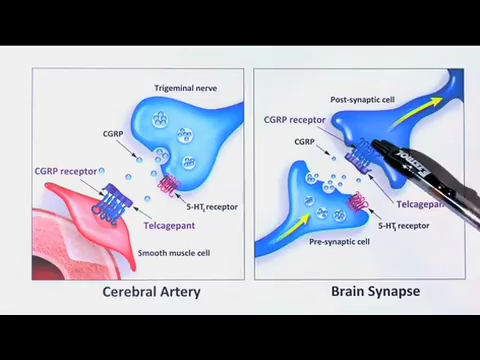 Trigeminal nerve
CGRP
CGRP receptor
5-HT₁ receptor
Telcagepant
Smooth muscle cell
Cerebral Artery
Post-synaptic cell
CGRP receptor
CGRP
Telcagepan
5-HT₁ receptor
Pre-synaptic cell
Brain Synapse